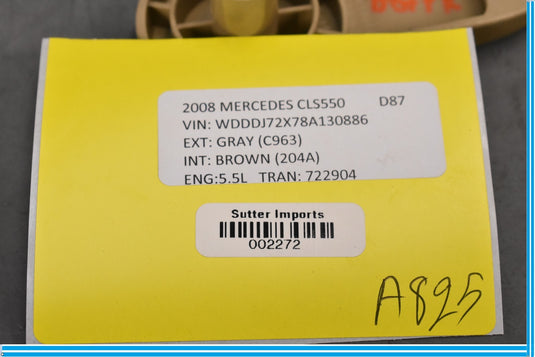 2008 MERCEDES CLS550 D87
VIN: WDDDJ72X78A130886
EXT: GRAY (C963)
INT: BROWN (204A)
ENG:5.5L TRAN: 722904
Sutter Imports
002272
A825